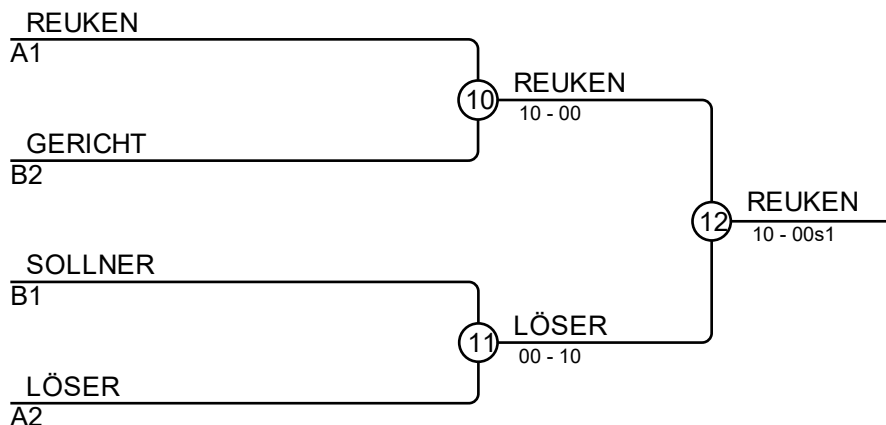 REUKEN
A1
10
REUKEN
10 - 00
GERICHT
B2
12
REUKEN
10 - 00s1
SOLLNER
B1
11
LÖSER
00 - 10
LÖSER
A2